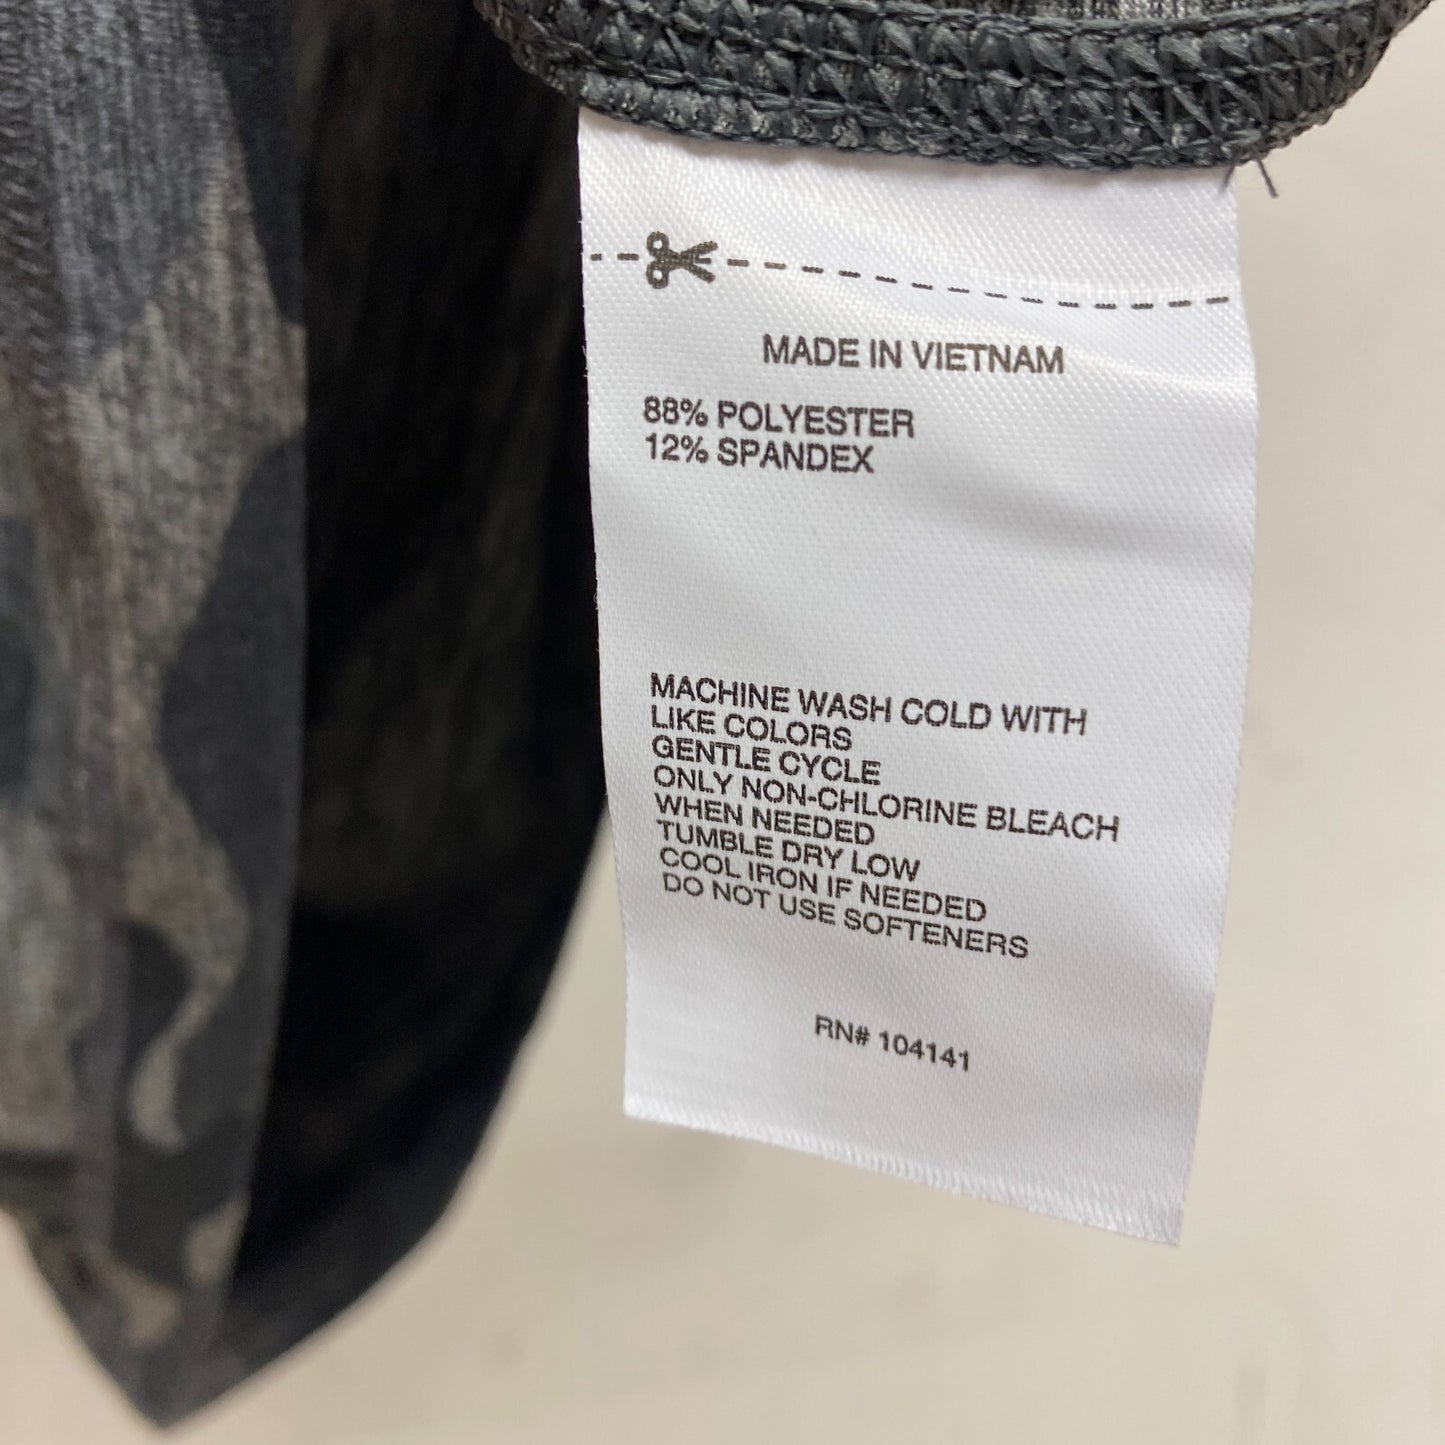 MADE IN VIETNAM
88% POLYESTER
12% SPANDEX
MACHINE WASH COLD WITH
LIKE COLORS
GENTLE CYCLE
ONLY NON-CHLORINE BLEACH
WHEN NEEDED
TUMBLE DRY LOW
COOL IRON IF NEEDED
DO NOT USE SOFTENERS
RN# 104141